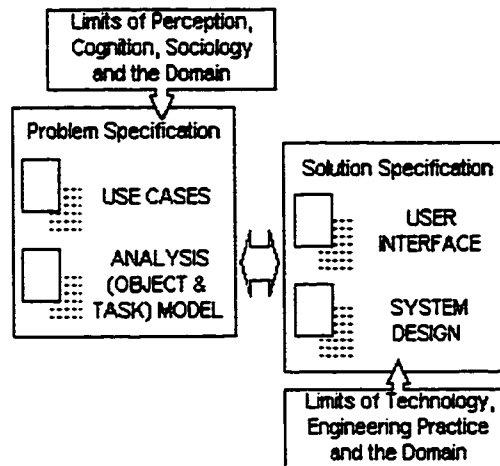 Limits of Perception,
Cognition, Sociology
and the Domain
Problem Specification
USE CASES
ANALYSIS
(OBJECT &
TASK) MODEL
Solution Specification
USER
INTERFACE
SYSTEM
DESIGN
Limits of Technology,
Engineering Practice
and the Domain